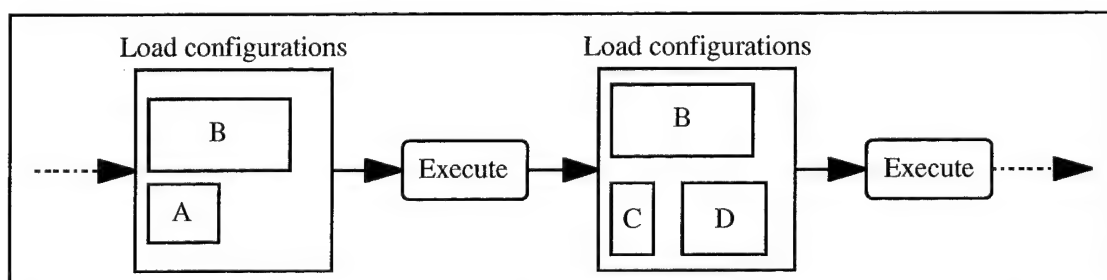 Load configurations
B
A
Execute
Load configurations
B
C D
Execute